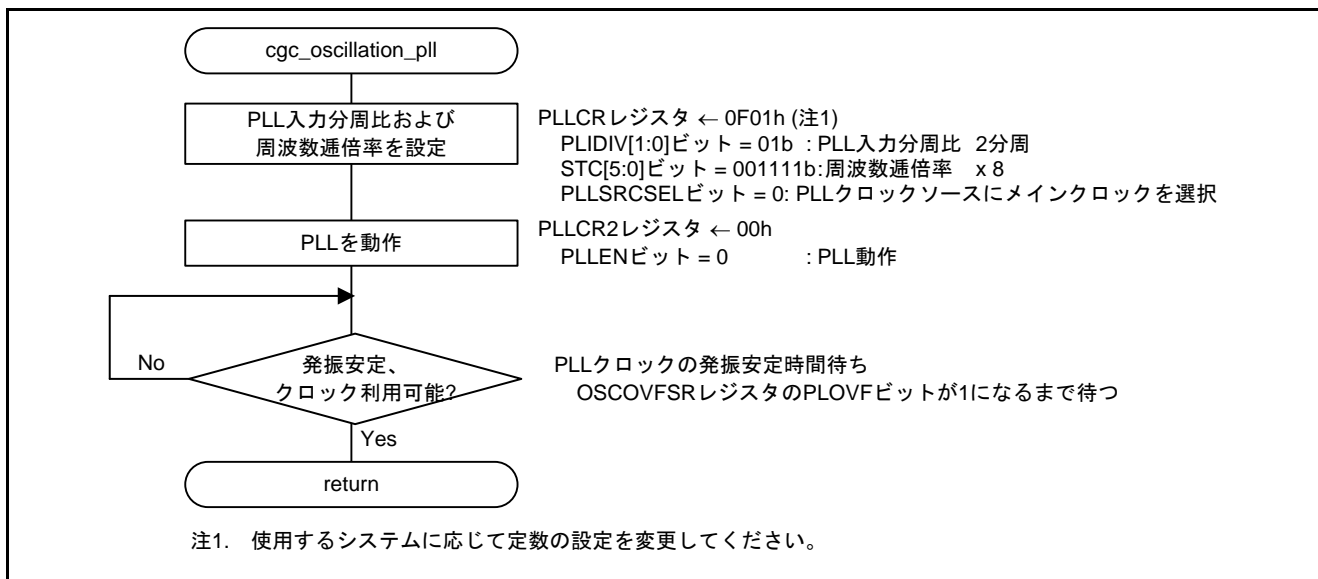 cgc_oscillation_pll
PLL入力分周比および
周波数逓倍率を設定
PLLCRレジスタ ← 0F01h (注1)
PLIDIV[1:0]ビット = 01b : PLL入力分周比 2分周
STC[5:0]ビット = 001111b:周波数逓倍率 x 8
PLLSRCSELビット = 0: PLLクロックソースにメインクロックを選択
PLLを動作
PLLCR2レジスタ ← 00h
PLLENビット = 0 : PLL動作
No
発振安定、
クロック利用可能?
PLLクロックの発振安定時間待ち
OSCOVFSRレジスタのPLOVFビットが1になるまで待つ
Yes
return
注1. 使用するシステムに応じて定数の設定を変更してください。